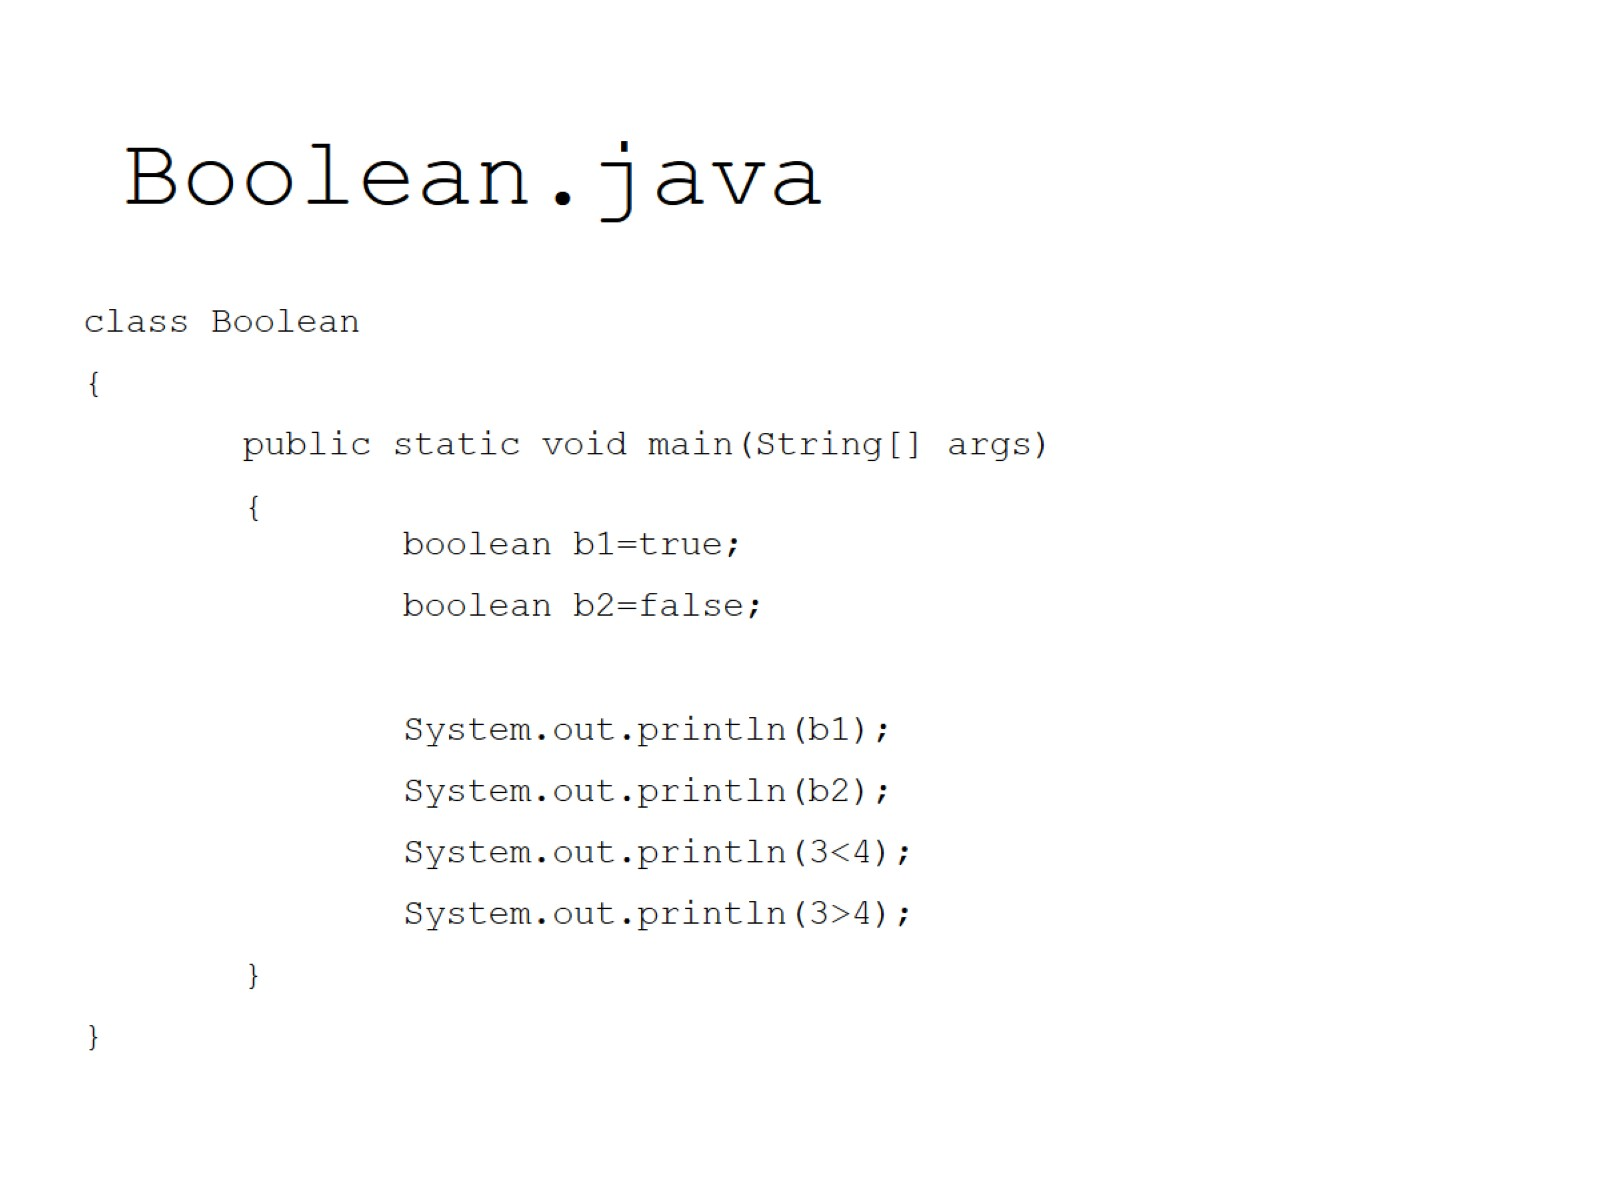 Boolean.java
class Boolean
{
public static void main(String[] args)
{
boolean b1=true;
boolean b2=false;
System.out.println(b1);
System.out.println(b2);
System.out.println(3<4);
System.out.println(3>4);
}
}